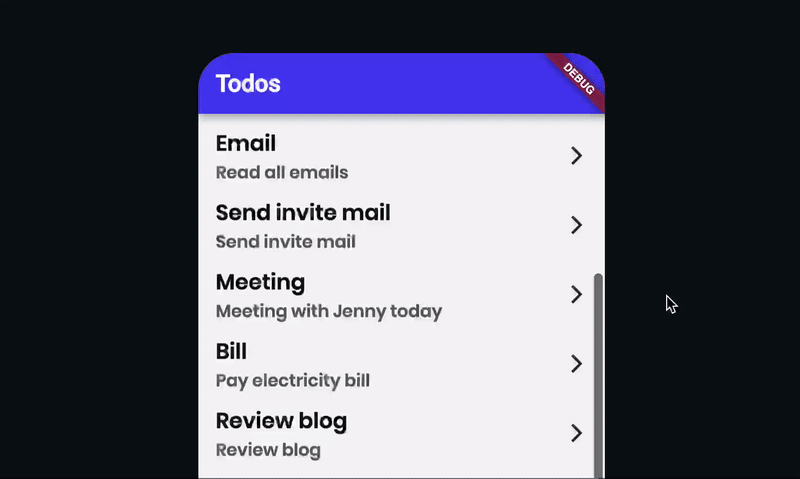 Todos
DEBUG
Email
Read all emails
Send invite mail
Send invite mail
Meeting
Meeting with Jenny today
Bill
Pay electricity bill
Review blog
Review blog